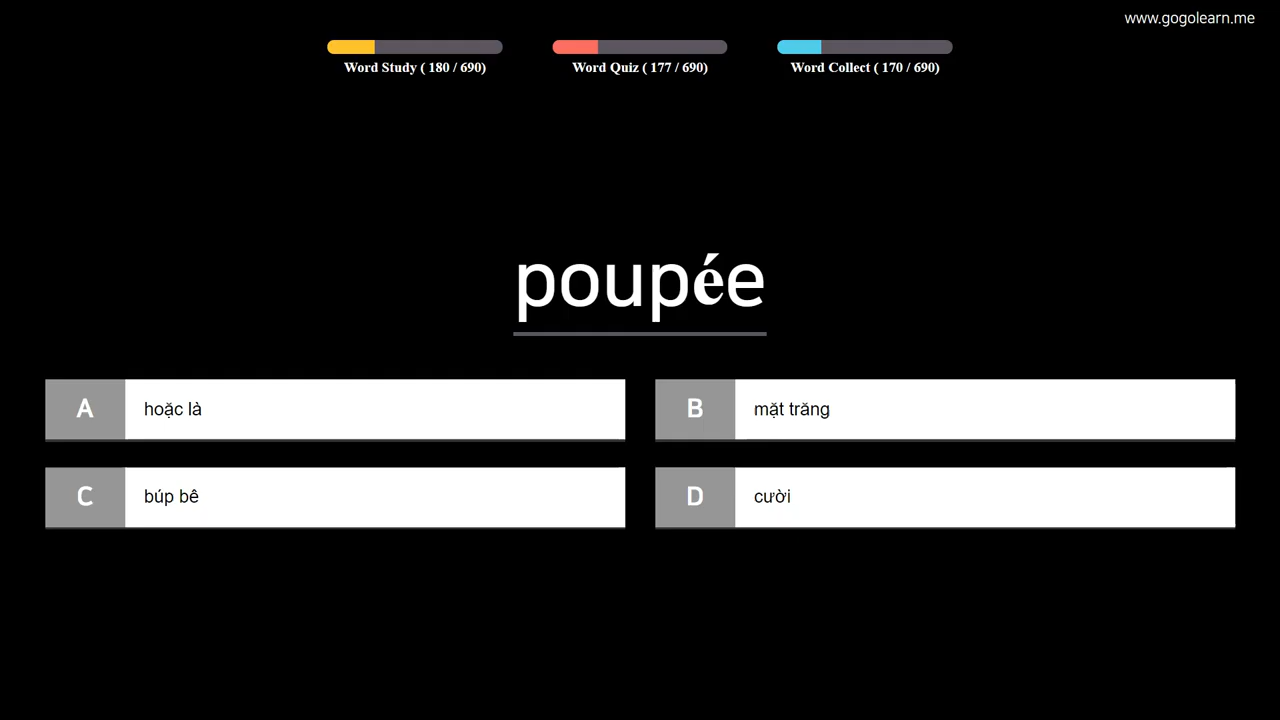 www.gogolearn.me
Word Study ( 180 / 690)
Word Quiz ( 177 / 690)
Word Collect ( 170 / 690)
poupée
A hoặc là
B mặt trăng
C búp bê
D cười